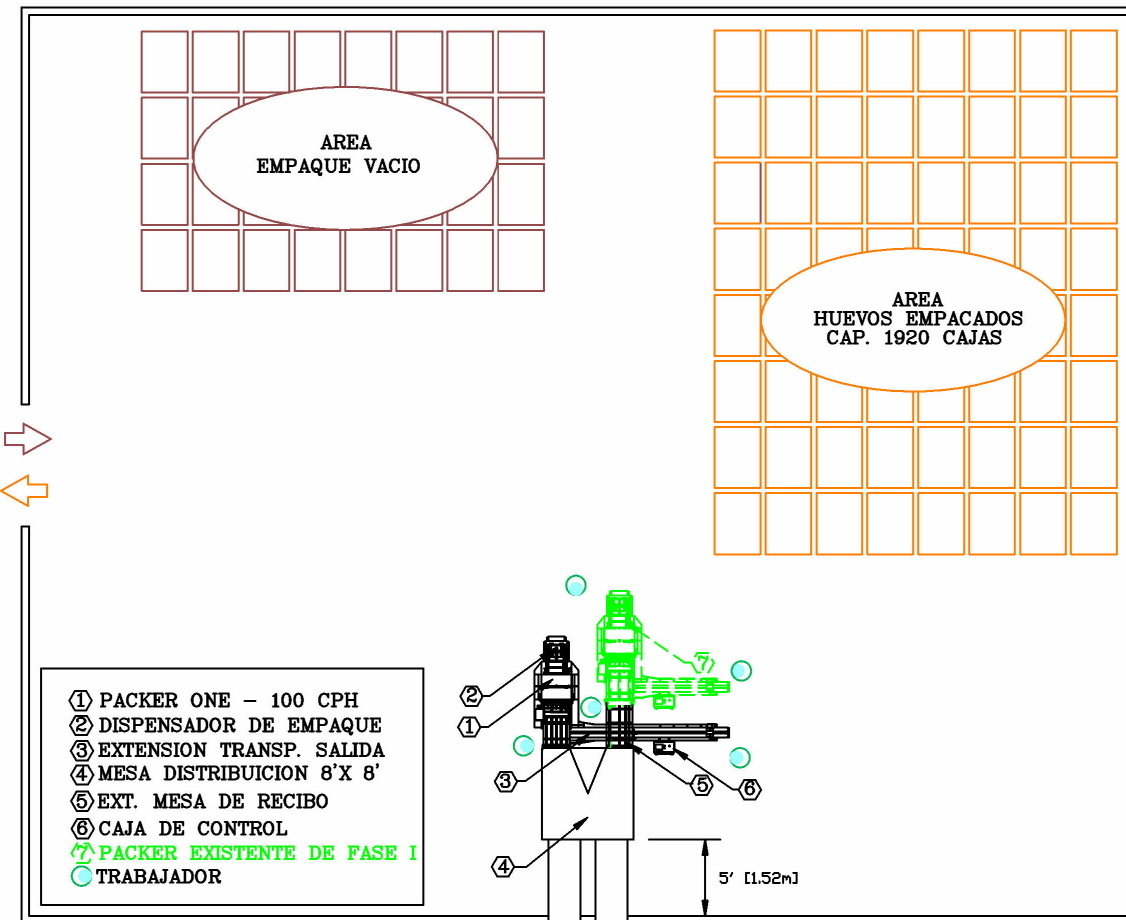 AREA
EMPAQUE VACIO
AREA
HUEVOS EMPACADOS
CAP. 1920 CAJAS
7
2
1
3
5
6
4
1 PACKER ONE - 100 CPH
2 DISPENSADOR DE EMPAQUE
3 EXTENSION TRANSP. SALIDA
4 MESA DISTRIBUICION 8'X 8'
5 EXT. MESA DE RECIBO
6 CAJA DE CONTROL
7 PACKER EXISTENTE DE FASE I
TRABAJADOR
5' [1.52m]